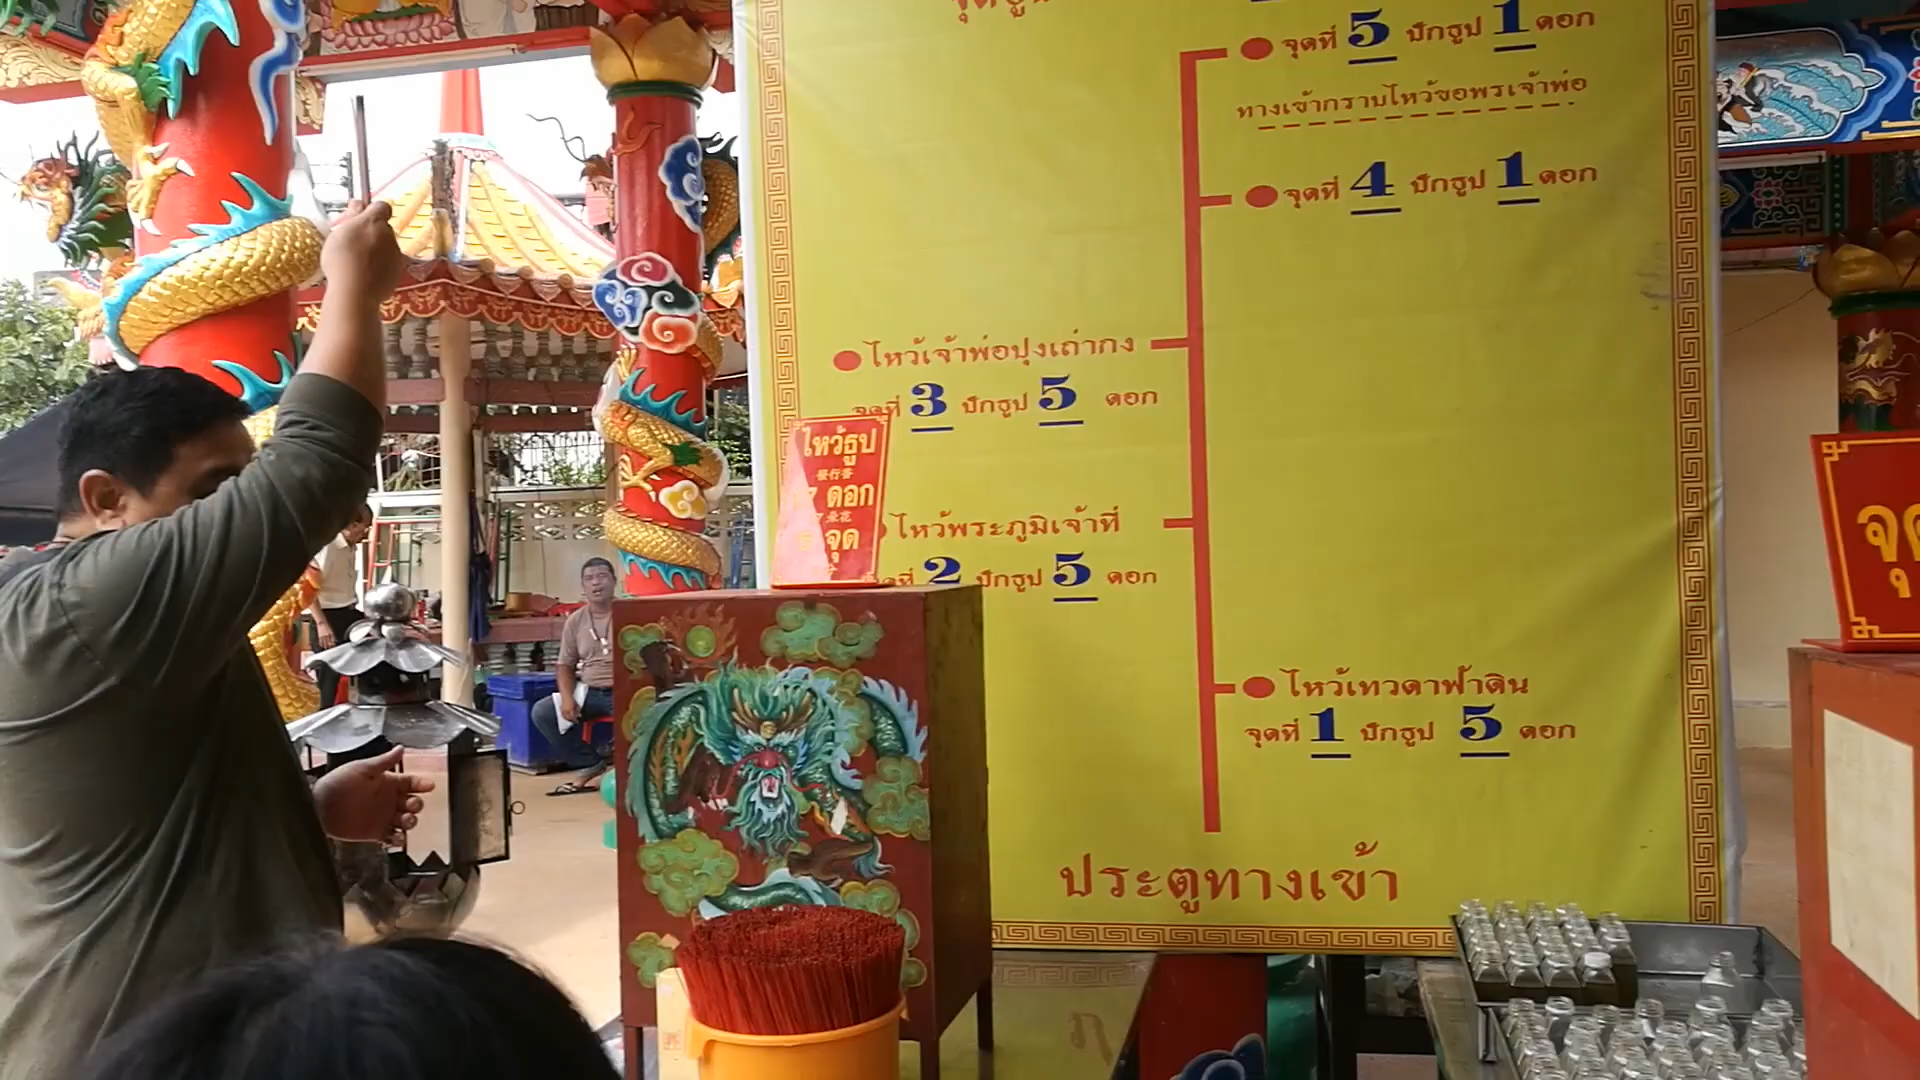 จุดที่ 5 ปักธูป 1 ดอก
ทางเข้ากราบไหว้ขอพรเจ้าพ่อ
จุดที่ 4 ปักธูป 1 ดอก
ไหว้เจ้าพ่อปุงเถ่ากง
จุดที่ 3 ปักธูป 5 ดอก
ไหว้พระภูมิเจ้าที่
จุดที่ 2 ปักธูป 5 ดอก
ไหว้เทวดาฟ้าดิน
จุดที่ 1 ปักธูป 5 ดอก
ประตูทางเข้า
ไหว้ธูป
ดอก
จุด